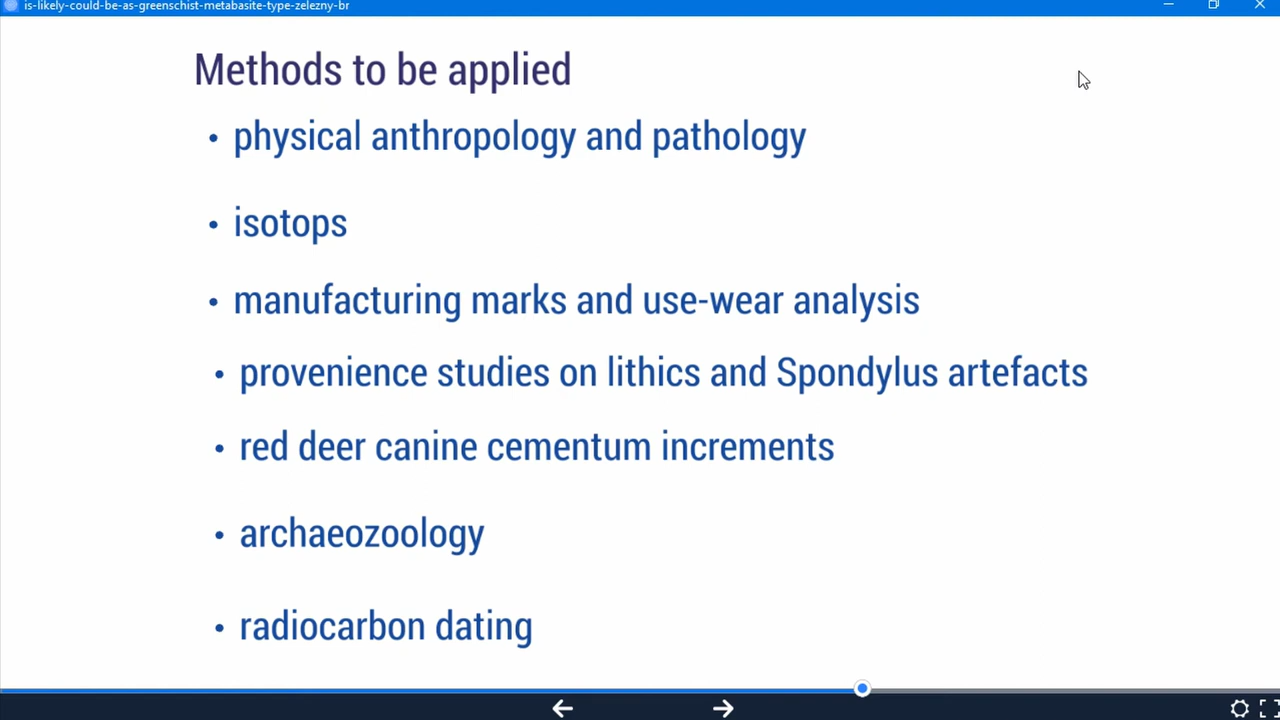 is-likely-could-be-as-greenschist-metabasite-type-zelezny-br
Methods to be applied
• physical anthropology and pathology
• isotops
• manufacturing marks and use-wear analysis
• provenience studies on lithics and Spondylus artefacts
• red deer canine cementum increments
• archaeozoology
• radiocarbon dating